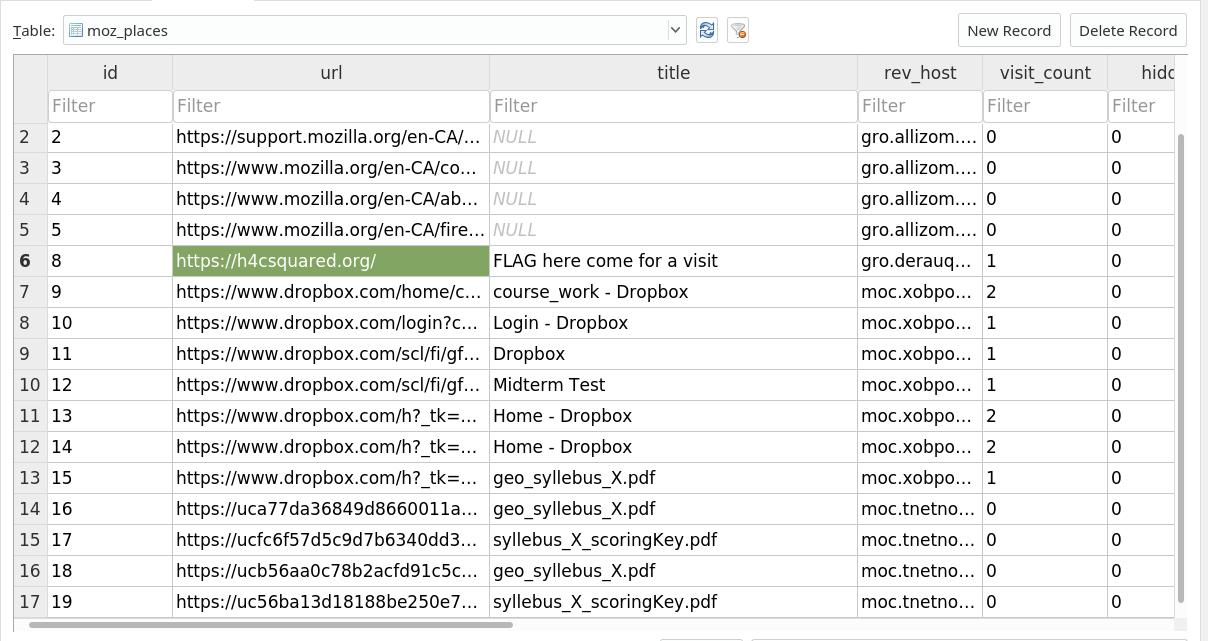 Table: moz_places New Record Delete Record
id url title rev_host visit_count hidd
Filter Filter Filter Filter Filter Filter
2 2 https://support.mozilla.org/en-CA/... NULL gro.allizom.... 0 0
3 3 https://www.mozilla.org/en-CA/co... NULL gro.allizom.... 0 0
4 4 https://www.mozilla.org/en-CA/ab... NULL gro.allizom.... 0 0
5 5 https://www.mozilla.org/en-CA/fire... NULL gro.allizom.... 0 0
6 8 https://h4csquared.org/ FLAG here come for a visit gro.derauq... 1 0
7 9 https://www.dropbox.com/home/c... course_work - Dropbox moc.xobpo... 2 0
8 10 https://www.dropbox.com/login?c... Login - Dropbox moc.xobpo... 1 0
9 11 https://www.dropbox.com/scl/fi/gf... Dropbox moc.xobpo... 1 0
10 12 https://www.dropbox.com/scl/fi/gf... Midterm Test moc.xobpo... 1 0
11 13 https://www.dropbox.com/h?_tk=... Home - Dropbox moc.xobpo... 2 0
12 14 https://www.dropbox.com/h?_tk=... Home - Dropbox moc.xobpo... 2 0
13 15 https://www.dropbox.com/h?_tk=... geo_syllebus_X.pdf moc.xobpo... 1 0
14 16 https://uca77da36849d8660011a... geo_syllebus_X.pdf moc.tnetno... 0 0
15 17 https://ucfc6f57d5c9d7b6340dd3... syllebus_X_scoringKey.pdf moc.tnetno... 0 0
16 18 https://ucb56aa0c78b2acfd91c5c... geo_syllebus_X.pdf moc.tnetno... 0 0
17 19 https://uc56ba13d18188be250e7... syllebus_X_scoringKey.pdf moc.tnetno... 0 0